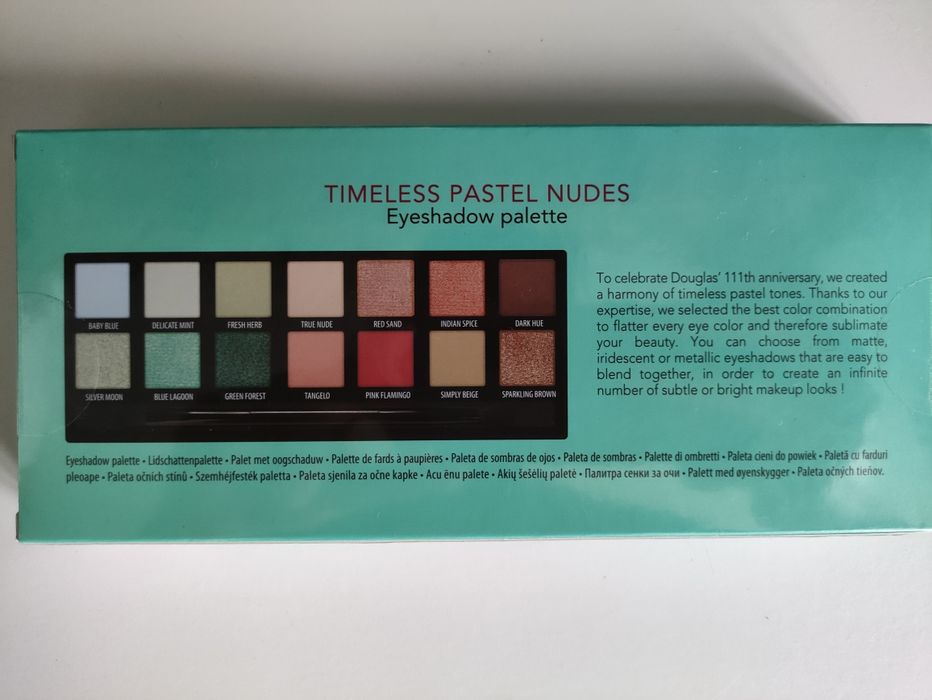 TIMELESS PASTEL NUDES
Eyeshadow palette
BABY BLUE DELICATE MINT FRESH HERB TRUE NUDE RED SAND INDIAN SPICE DARK HUE
SILVER MOON BLUE LAGOON GREEN FOREST TANGELO PINK FLAMINGO SIMPLY BEIGE SPARKLING BROWN
To celebrate Douglas' 111th anniversary, we created
a harmony of timeless pastel tones. Thanks to our
expertise, we selected the best color combination
to flatter every eye color and therefore sublimate
your beauty. You can choose from matte,
iridescent or metallic eyeshadows that are easy to
blend together, in order to create an infinite
number of subtle or bright makeup looks !
Eyeshadow palette • Lidschattenpalette • Palet met oogschaduw • Palette de fards à paupières • Paleta de sombras de ojos • Paleta de sombras • Palette di ombretti • Paleta cieni do powiek • Paletă cu farduri
pleoape • Paleta očních stínů • Szemhéjfesték paletta • Paleta sjenila za očne kapke • Acu ēnu palete • Akių šešėlių paletė • Палитра сенки за очи • Palett med øyenskygger • Paleta očných tieňov.